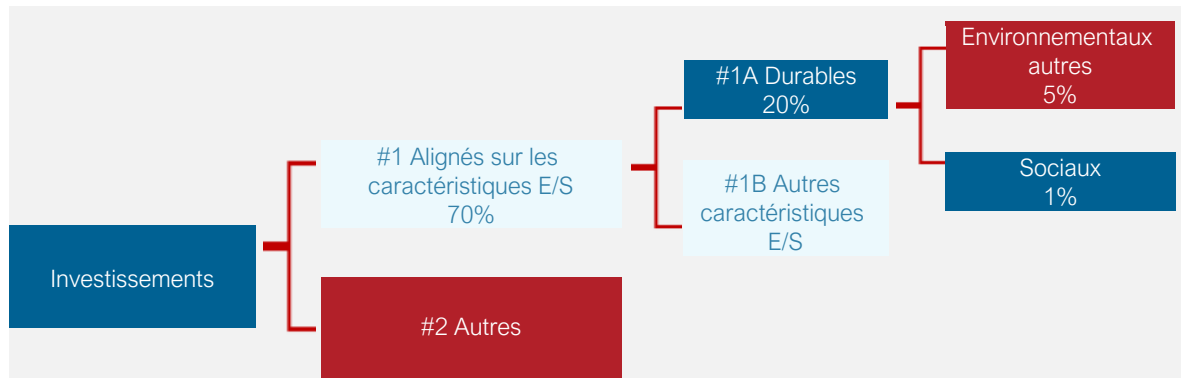 Investissements
#1 Alignés sur les
caractéristiques E/S
70%
#2 Autres
#1A Durables
20%
#1B Autres
caractéristiques
E/S
Environnementaux
autres
5%
Sociaux
1%